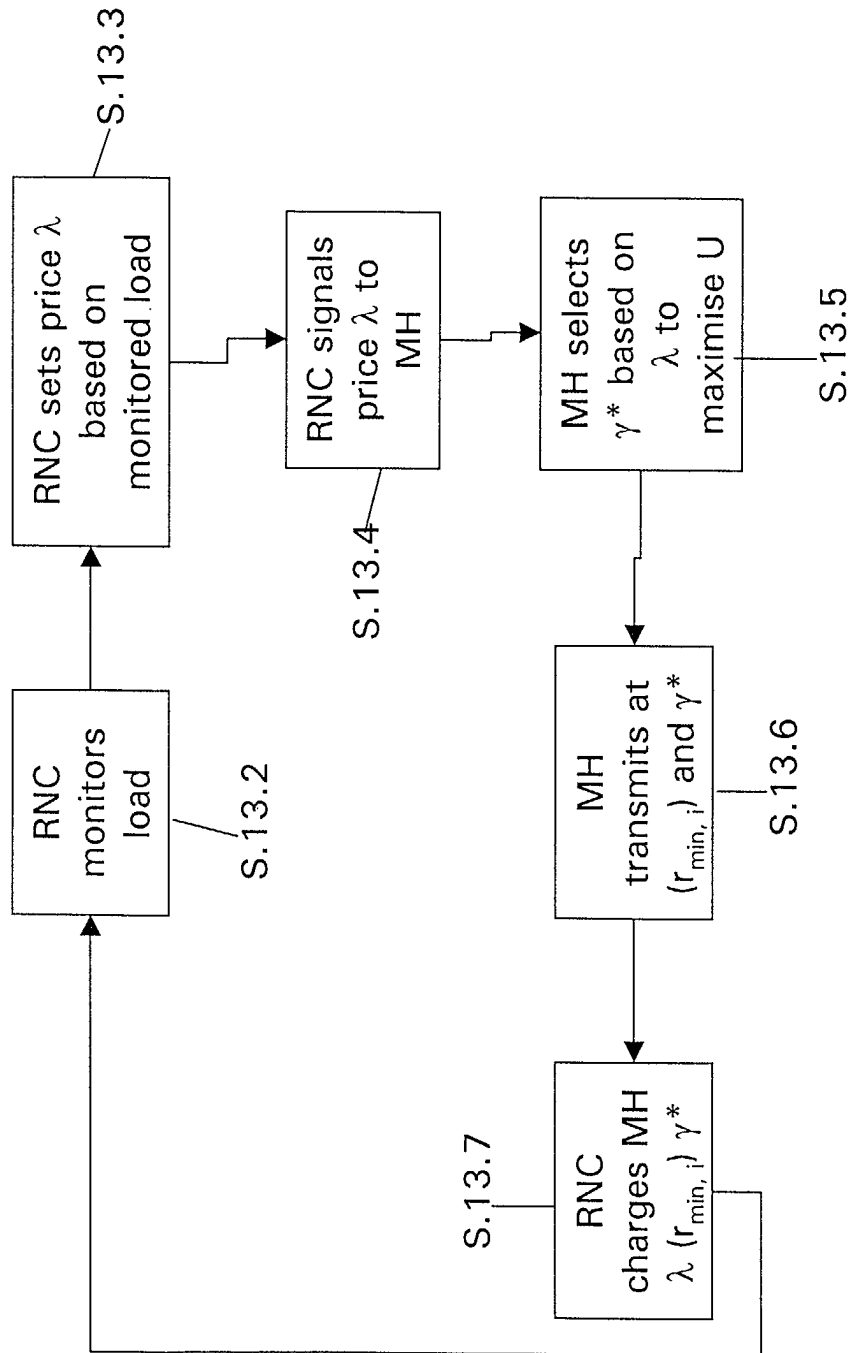 RNC
monitors
load
S.13.2
RNC sets price λ
based on
monitored load
S.13.3
RNC signals
price λ to
MH
S.13.4
MH selects
γ* based on
λ to
maximise U
S.13.5
MH
transmits at
(r_min, i) and γ*
S.13.6
RNC
charges MH
λ (r_min, i) γ*
S.13.7